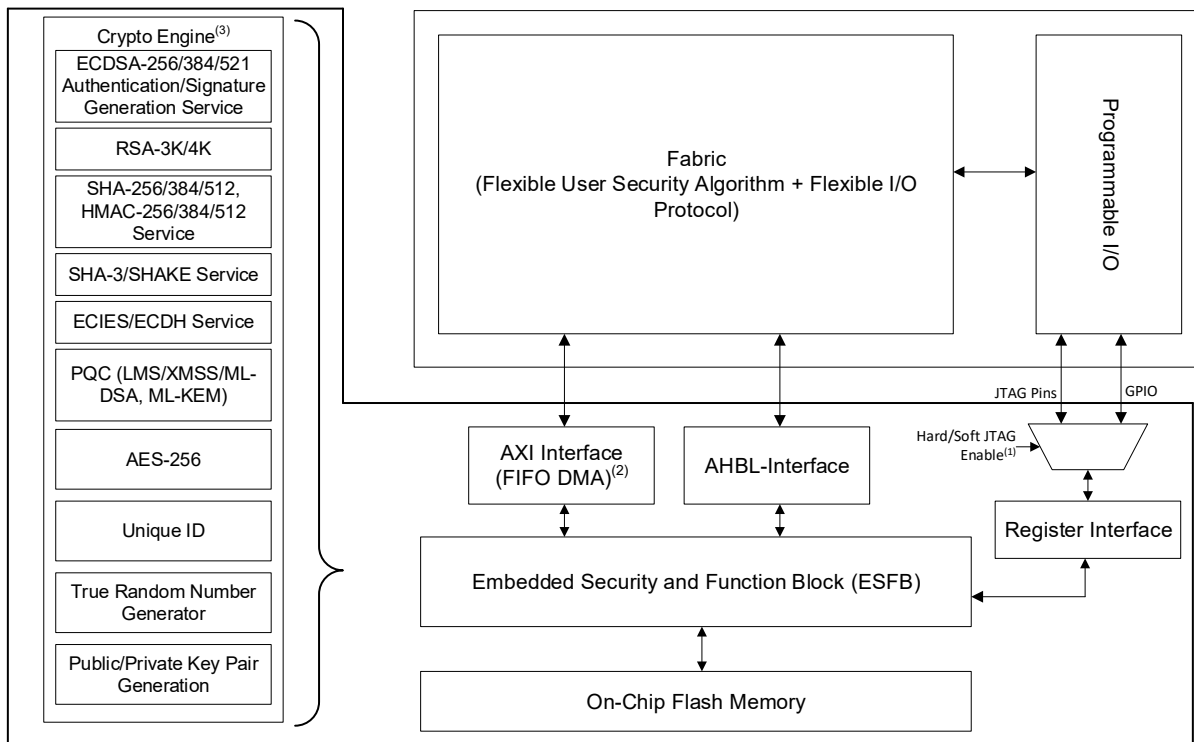 Crypto Engine(3)
ECDSA-256/384/521
Authentication/Signature
Generation Service
RSA-3K/4K
SHA-256/384/512,
HMAC-256/384/512
Service
SHA-3/SHAKE Service
ECIES/ECDH Service
PQC (LMS/XMSS/ML-
DSA, ML-KEM)
AES-256
Unique ID
True Random Number
Generator
Public/Private Key Pair
Generation
Fabric
(Flexible User Security Algorithm + Flexible I/O
Protocol)
Programmable I/O
JTAG Pins
GPIO
Hard/Soft JTAG
Enable(1)
AXI Interface
(FIFO DMA)(2)
AHBL-Interface
Register Interface
Embedded Security and Function Block (ESFB)
On-Chip Flash Memory